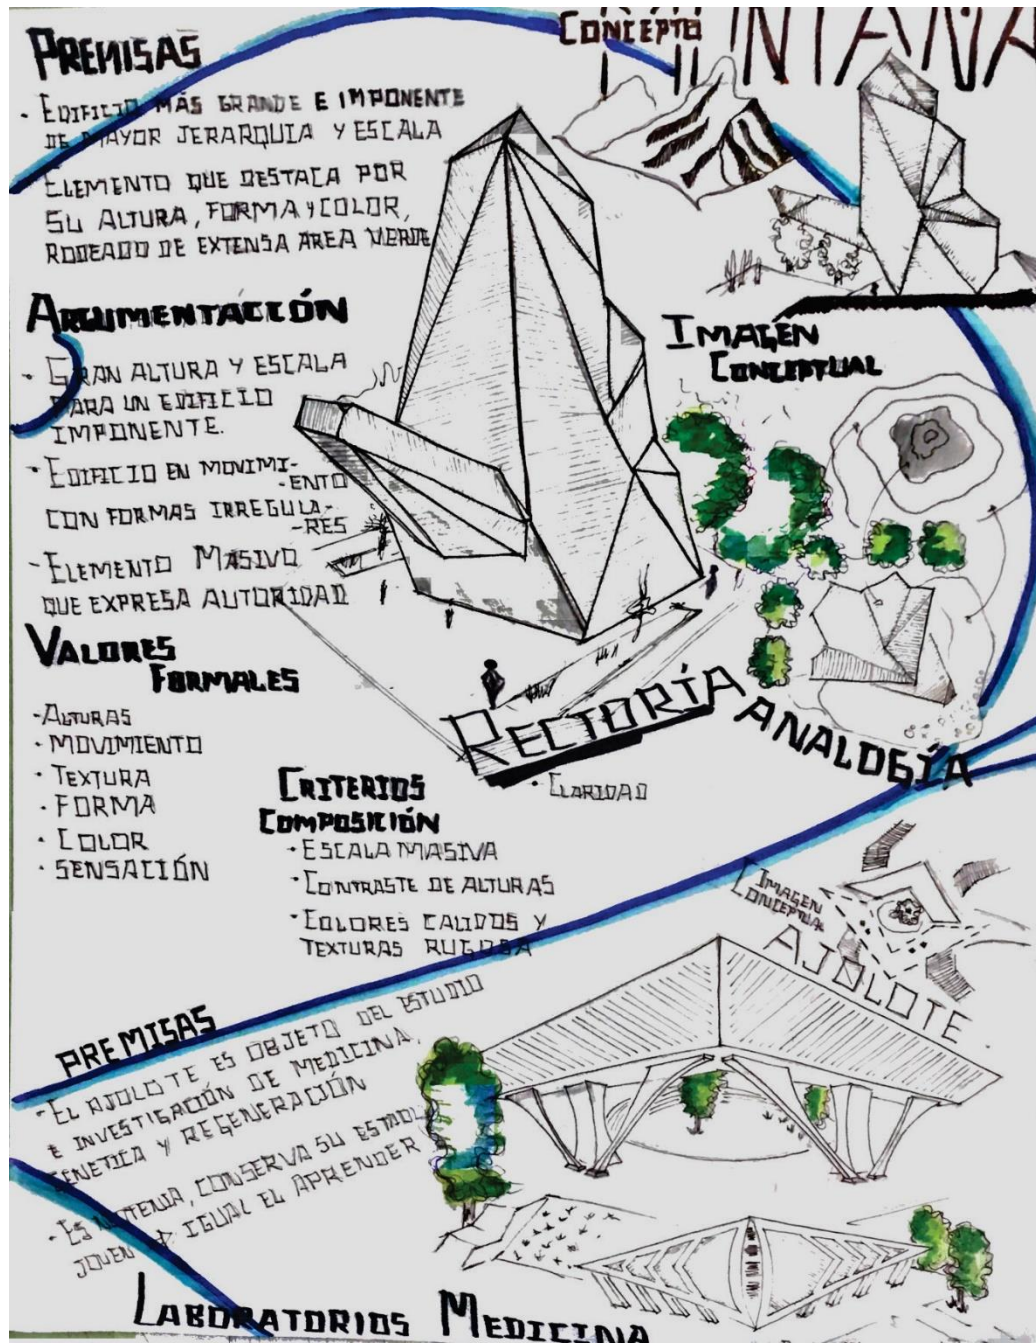 CONCEPTO
PREMISAS
· EDIFICIO MÁS GRANDE E IMPONENTE
DE MAYOR JERARQUIA Y ESCALA
ELEMENTO QUE DESTACA POR
SU ALTURA, FORMA Y COLOR,
RODEADO DE EXTENSA AREA VERDE
ARGUMENTACCIÓN
- GRAN ALTURA Y ESCALA
PARA UN EDIFICIO
IMPONENTE.
- EDIFICIO EN MOVIMI-
-ENTO
CON FORMAS IRREGULA-
-RES
- ELEMENTO MASIVO
QUE EXPRESA AUTORIDAD
IMAGEN
CONCEPTUAL
VALORES
FORMALES
- ALTURAS
· MOVIMIENTO
· TEXTURA
· FORMA
· COLOR
· SENSACIÓN
RECTORÍA
ANALOGÍA
CRITERIOS
COMPOSICIÓN
· ESCALA MASIVA
· CONTRASTE DE ALTURAS
· COLORES CALIDOS Y
TEXTURAS RUGOSA
· CLARIDAD
IMAGEN
CONCEPTUAL
AJOLOTE
PREMISAS
- EL AJOLOTE ES OBJETO DEL ESTUDIO
E INVESTIGACIÓN DE MEDICINA,
GENETICA Y REGENERACIÓN
· ES CONSERVA SU ESTADO
JOVEN IGUAL EL APRENDER
LABORATORIOS MEDICINA